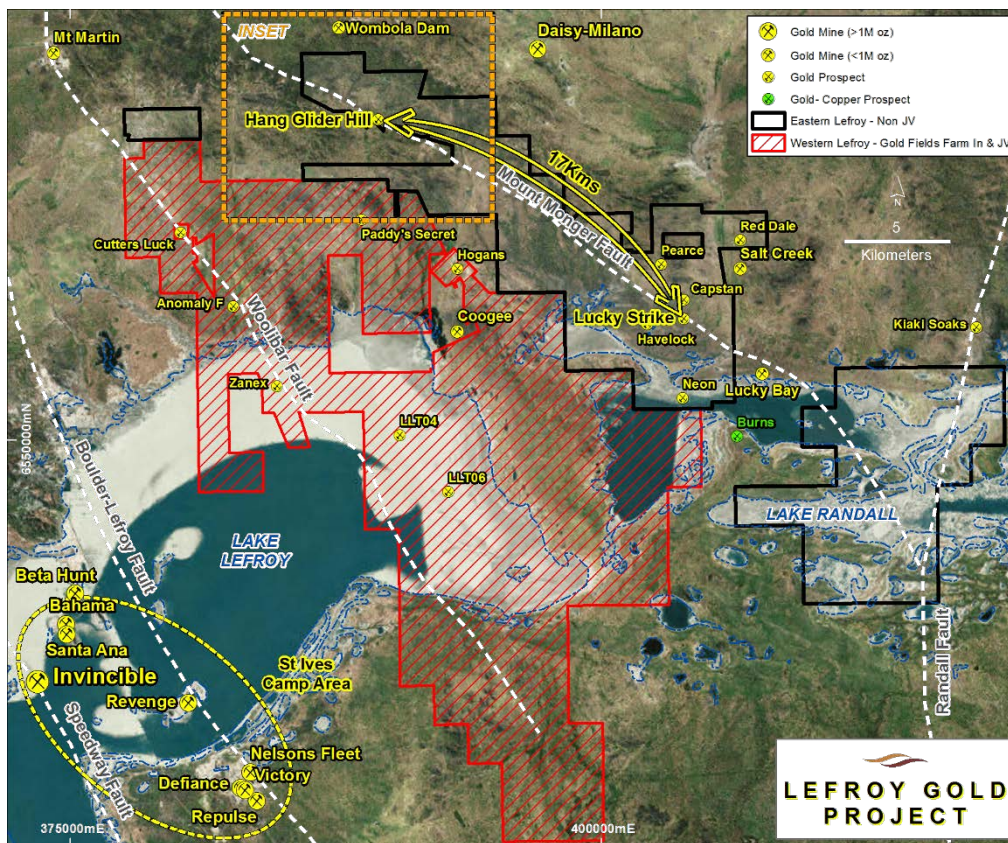 Mt Martin
INSET
Wombola Dam
Daisy-Milano
Gold Mine (>1M oz)
Gold Mine (<1M oz)
Gold Prospect
Gold- Copper Prospect
Eastern Lefroy - Non JV
Western Lefroy - Gold Fields Farm In & JV
Hang Glider Hill
17Kms
Mount Monger Fault
N
5
Kilometers
Cutters Luck
Paddy's Secret
Hogans
Pearce
Red Dale
Salt Creek
Anomaly F
Woolibar Fault
Coogee
Capstan
Lucky Strike
Havelock
Kiaki Soaks
Zanex
Neon
Lucky Bay
6550000mN
LLT04
Burns
Boulder-Lefroy Fault
LLT06
LAKE RANDALL
LAKE
LEFROY
Beta Hunt
Bahama
Santa Ana
Invincible
Revenge
St Ives
Camp Area
Randall Fault
Speedway Fault
Nelsons Fleet
Victory
Defiance
Repulse
375000mE
400000mE
LEFROY GOLD
PROJECT